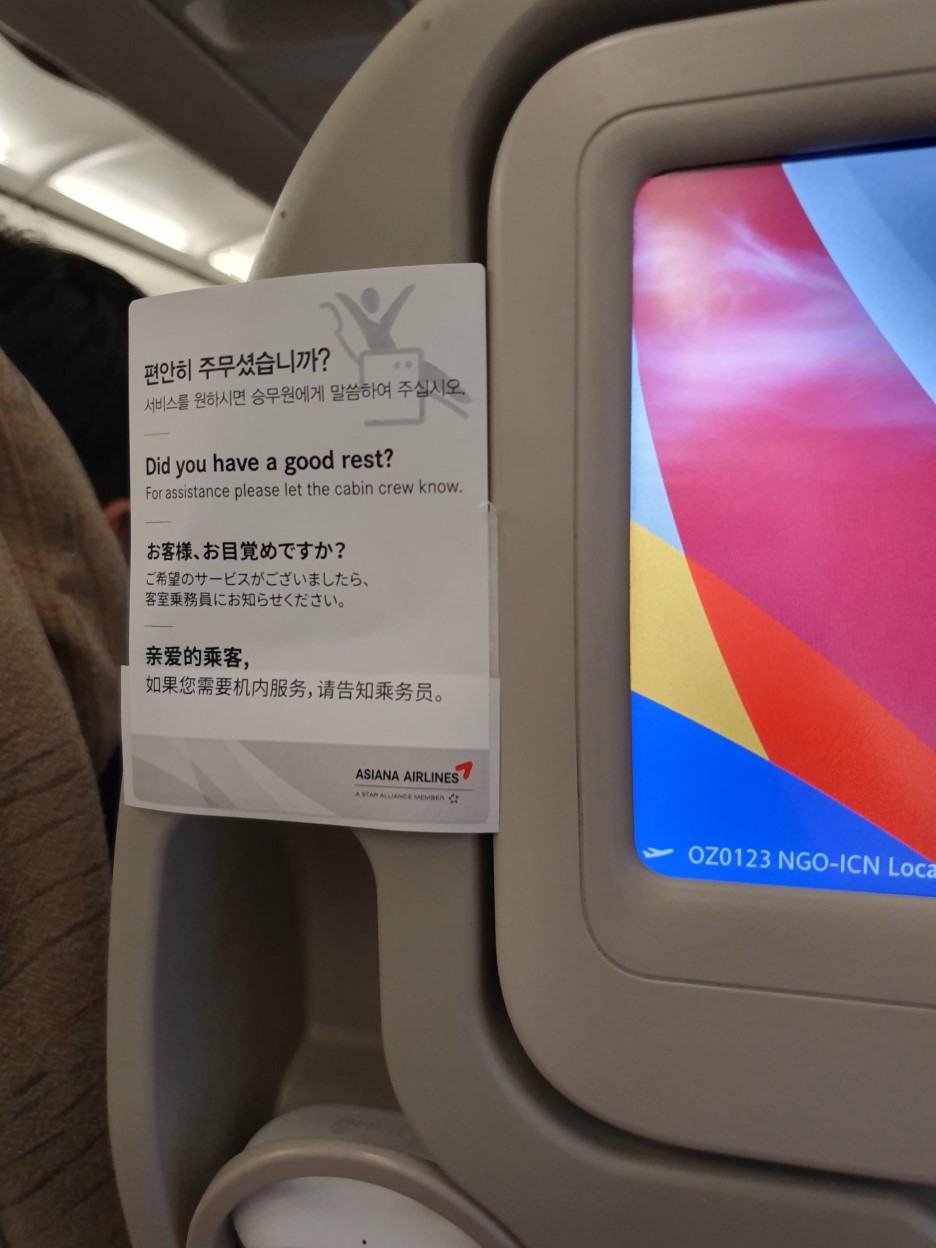 편안히 주무셨습니까?
서비스를 원하시면 승무원에게 말씀하여 주십시오.
Did you have a good rest?
For assistance please let the cabin crew know.
お客様、お目覚めですか？
ご希望のサービスがございましたら、
客室乗務員にお知らせください。
亲爱的乘客，
如果您需要机内服务，请告知乘务员。
ASIANA AIRLINES
A STAR ALLIANCE MEMBER
OZ0123 NGO-ICN Loca